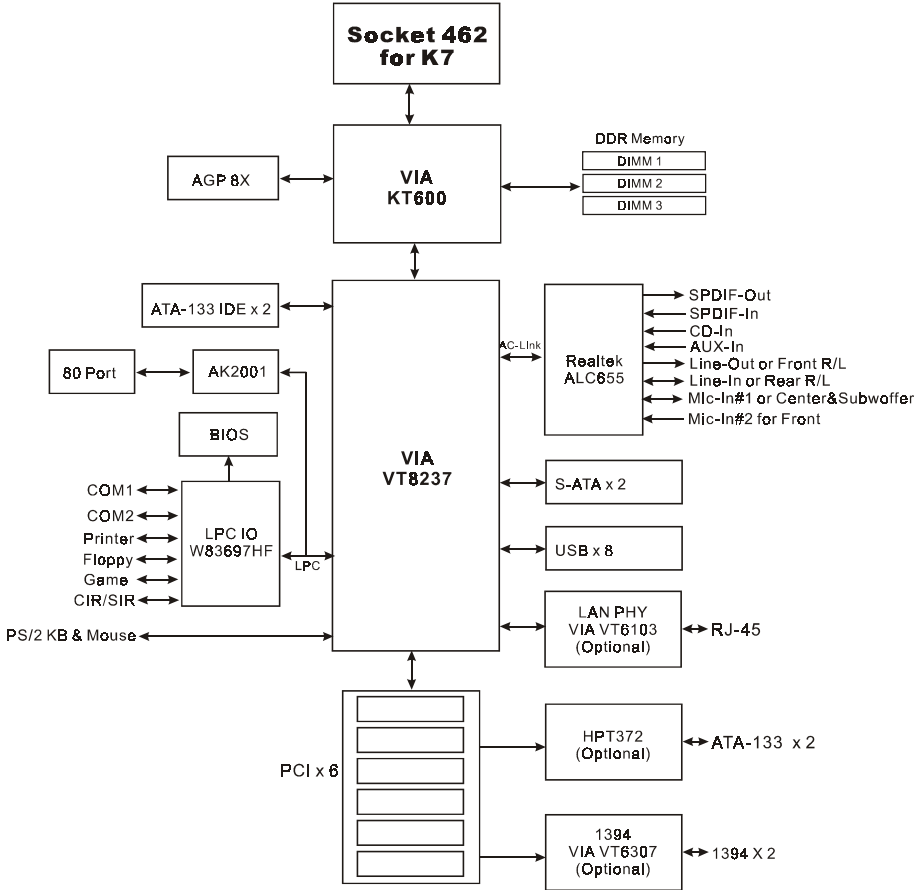 Socket 462
for K7
DDR Memory
DIMM 1
DIMM 2
DIMM 3
AGP 8X
VIA
KT600
ATA-133 IDE x 2
80 Port
AK2001
BIOS
COM1
COM2
Printer
Floppy
Game
CIR/SIR
LPC IO
W83697HF
LPC
PS/2 KB & Mouse
VIA
VT8237
AC-LInk
Realtek
ALC655
SPDIF-Out
SPDIF-In
CD-In
AUX-In
Line-Out or Front R/L
Line-In or Rear R/L
MIc-In#1 or Center&Subwoffer
Mic-In#2 for Front
S-ATA x 2
USB x 8
LAN PHY
VIA VT6103
(Optional)
RJ-45
PCI x 6
HPT372
(Optional)
ATA-133 x 2
1394
VIA VT6307
(Optional)
1394 X 2